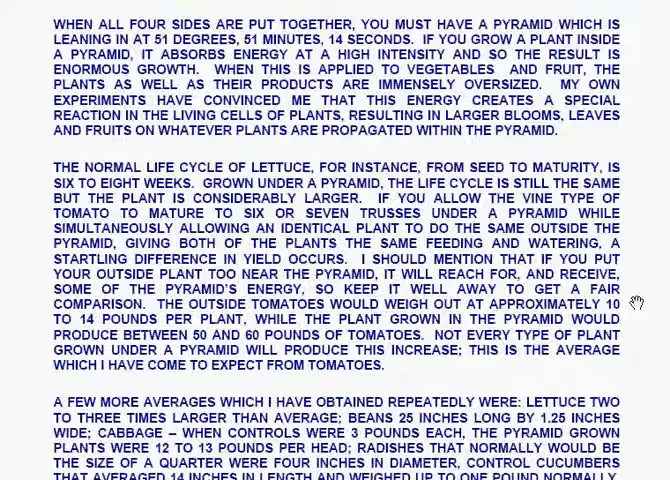 WHEN ALL FOUR SIDES ARE PUT TOGETHER, YOU MUST HAVE A PYRAMID WHICH IS
LEANING IN AT 51 DEGREES, 51 MINUTES, 14 SECONDS. IF YOU GROW A PLANT INSIDE
A PYRAMID, IT ABSORBS ENERGY AT A HIGH INTENSITY AND SO THE RESULT IS
ENORMOUS GROWTH. WHEN THIS IS APPLIED TO VEGETABLES AND FRUIT, THE
PLANTS AS WELL AS THEIR PRODUCTS ARE IMMENSELY OVERSIZED. MY OWN
EXPERIMENTS HAVE CONVINCED ME THAT THIS ENERGY CREATES A SPECIAL
REACTION IN THE LIVING CELLS OF PLANTS, RESULTING IN LARGER BLOOMS, LEAVES
AND FRUITS ON WHATEVER PLANTS ARE PROPAGATED WITHIN THE PYRAMID.
THE NORMAL LIFE CYCLE OF LETTUCE, FOR INSTANCE, FROM SEED TO MATURITY, IS
SIX TO EIGHT WEEKS. GROWN UNDER A PYRAMID, THE LIFE CYCLE IS STILL THE SAME
BUT THE PLANT IS CONSIDERABLY LARGER. IF YOU ALLOW THE VINE TYPE OF
TOMATO TO MATURE TO SIX OR SEVEN TRUSSES UNDER A PYRAMID WHILE
SIMULTANEOUSLY ALLOWING AN IDENTICAL PLANT TO DO THE SAME OUTSIDE THE
PYRAMID, GIVING BOTH OF THE PLANTS THE SAME FEEDING AND WATERING, A
STARTLING DIFFERENCE IN YIELD OCCURS. I SHOULD MENTION THAT IF YOU PUT
YOUR OUTSIDE PLANT TOO NEAR THE PYRAMID, IT WILL REACH FOR, AND RECEIVE,
SOME OF THE PYRAMID'S ENERGY, SO KEEP IT WELL AWAY TO GET A FAIR
COMPARISON. THE OUTSIDE TOMATOES WOULD WEIGH OUT AT APPROXIMATELY 10
TO 14 POUNDS PER PLANT, WHILE THE PLANT GROWN IN THE PYRAMID WOULD
PRODUCE BETWEEN 50 AND 60 POUNDS OF TOMATOES. NOT EVERY TYPE OF PLANT
GROWN UNDER A PYRAMID WILL PRODUCE THIS INCREASE; THIS IS THE AVERAGE
WHICH I HAVE COME TO EXPECT FROM TOMATOES.
A FEW MORE AVERAGES WHICH I HAVE OBTAINED REPEATEDLY WERE: LETTUCE TWO
TO THREE TIMES LARGER THAN AVERAGE; BEANS 25 INCHES LONG BY 1.25 INCHES
WIDE; CABBAGE – WHEN CONTROLS WERE 3 POUNDS EACH, THE PYRAMID GROWN
PLANTS WERE 12 TO 13 POUNDS PER HEAD; RADISHES THAT NORMALLY WOULD BE
THE SIZE OF A QUARTER WERE FOUR INCHES IN DIAMETER, CONTROL CUCUMBERS
THAT AVERAGED 14 INCHES IN LENGTH AND WEIGHED UP TO ONE POUND NORMALLY,